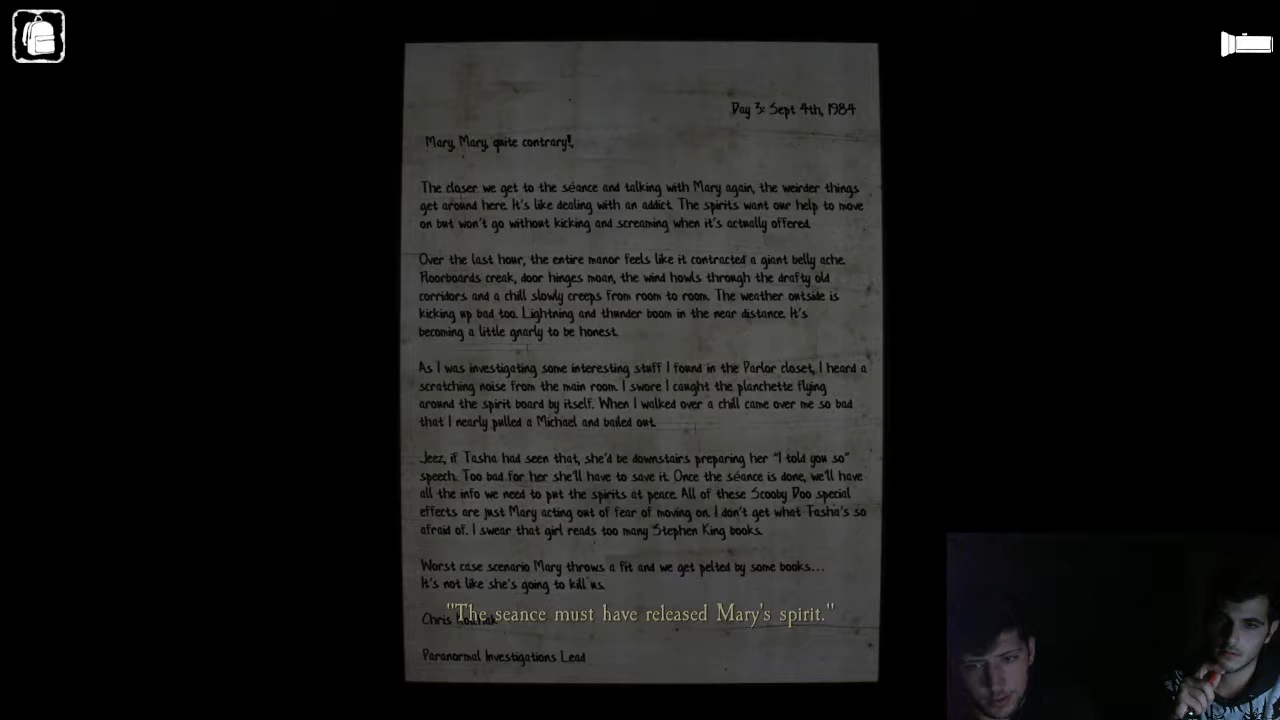 Day 3: Sept 4th, 1984
Mary, Mary, quite contrary!,
The closer we get to the séance and talking with Mary again, the weirder things
get around here. It's like dealing with an addict. The spirits want our help to move
on but won't go without kicking and screaming when it's actually offered.
Over the last hour, the entire manor feels like it contracted a giant belly ache.
Floorboards creak, door hinges moan, the wind howls through the drafty old
corridors and a chill slowly creeps from room to room. The weather outside is
kicking up bad too. Lightning and thunder boom in the near distance. It's
becoming a little gnarly to be honest.
As I was investigating some interesting stuff I found in the Parlor closet, I heard a
scratching noise from the main room. I swore I caught the planchette flying
around the spirit board by itself. When I walked over a chill came over me so bad
that I nearly pulled a Michael and bailed out.
Jeez, if Tasha had seen that, she'd be downstairs preparing her "I told you so"
speech. Too bad for her she'll have to save it. Once the séance is done, we'll have
all the info we need to put the spirits at peace. All of these Scooby Doo special
effects are just Mary acting out of fear of moving on. I don't get what Tasha's so
afraid of. I swear that girl reads too many Stephen King books.
Worst case scenario Mary throws a fit and we get pelted by some books...
It's not like she's going to kill us.
"The seance must have released Mary's spirit."
Chris
Paranormal Investigations Lead